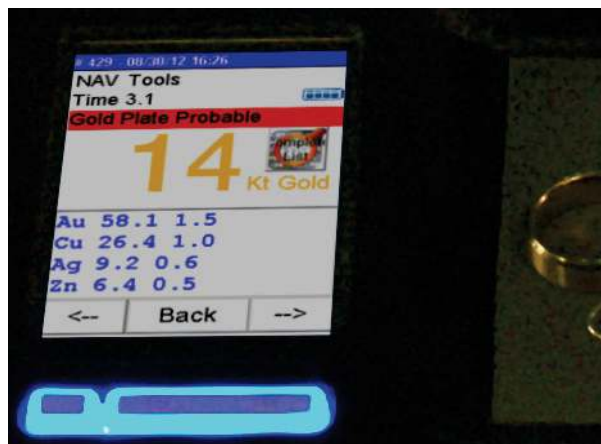 # 429 - 08/30/12 16:26
NAV Tools
Time 3.1
Gold Plate Probable
14
List
Kt Gold
Au 58.1 1.5
Cu 26.4 1.0
Ag 9.2 0.6
Zn 6.4 0.5
<-- Back -->